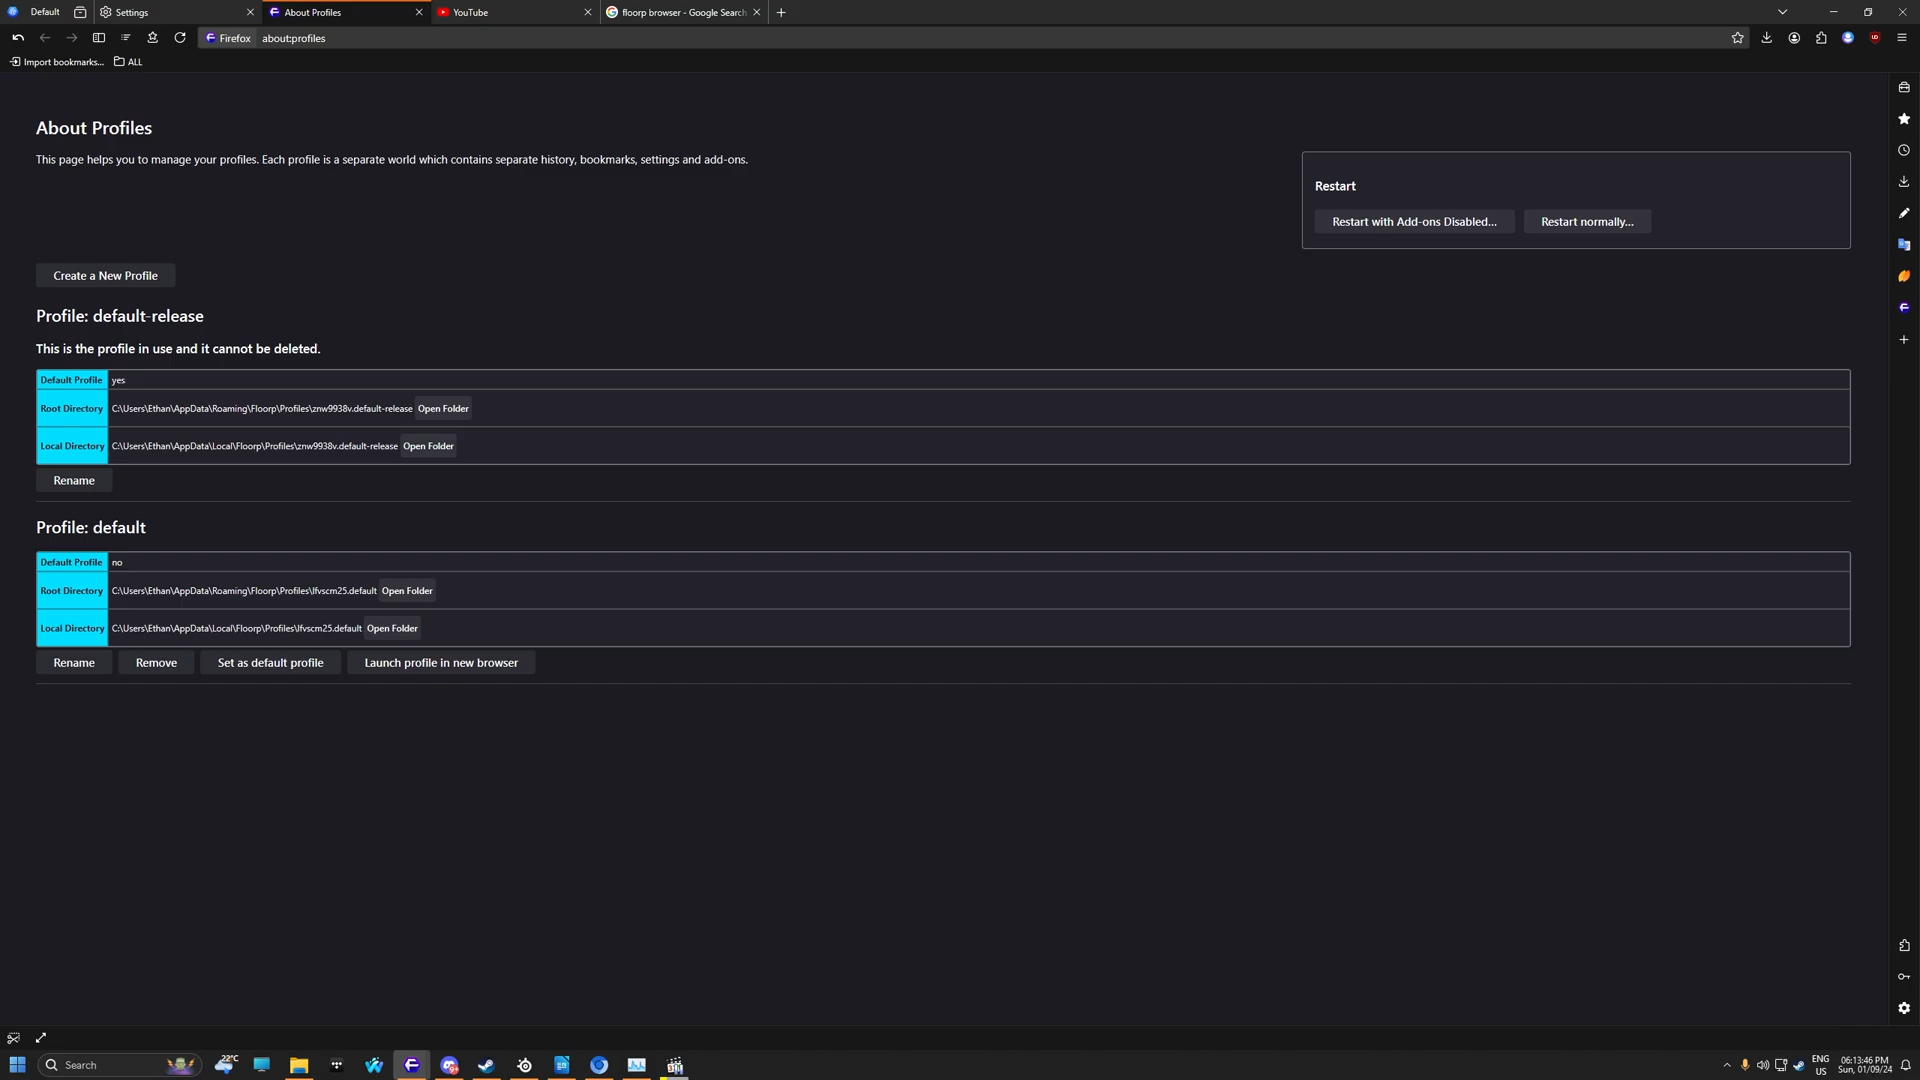 Default
Settings
About Profiles
YouTube
floorp browser - Google Search
Firefox
about:profiles
Import bookmarks...
ALL
About Profiles
This page helps you to manage your profiles. Each profile is a separate world which contains separate history, bookmarks, settings and add-ons.
Restart
Restart with Add-ons Disabled...
Restart normally...
Create a New Profile
Profile: default-release
This is the profile in use and it cannot be deleted.
Default Profile yes
Root Directory C:\Users\Ethan\AppData\Roaming\Floorp\Profiles\znw9938v.default-release Open Folder
Local Directory C:\Users\Ethan\AppData\Local\Floorp\Profiles\znw9938v.default-release Open Folder
Rename
Profile: default
Default Profile no
Root Directory C:\Users\Ethan\AppData\Roaming\Floorp\Profiles\lfvscm25.default Open Folder
Local Directory C:\Users\Ethan\AppData\Local\Floorp\Profiles\lfvscm25.default Open Folder
Rename
Remove
Set as default profile
Launch profile in new browser
Search
22°C
9+
ENG
US
06:13:46 PM
Sun, 01/09/24